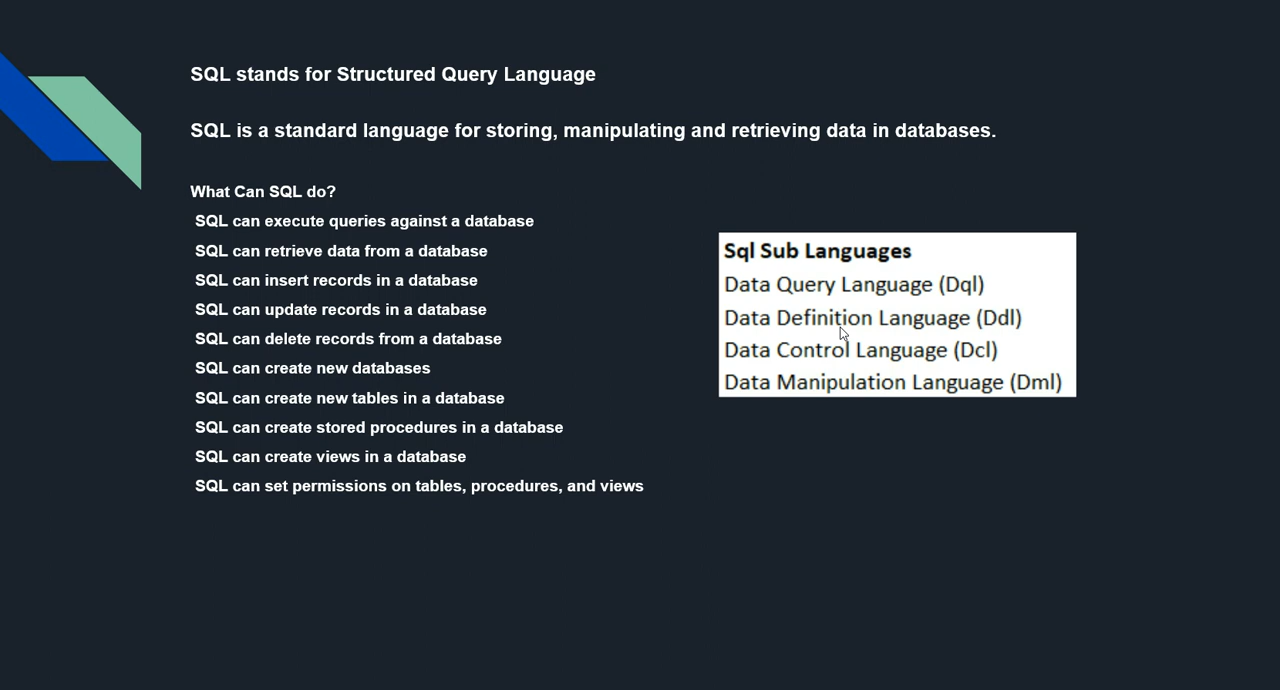 SQL stands for Structured Query Language
SQL is a standard language for storing, manipulating and retrieving data in databases.
What Can SQL do?
SQL can execute queries against a database
SQL can retrieve data from a database
SQL can insert records in a database
SQL can update records in a database
SQL can delete records from a database
SQL can create new databases
SQL can create new tables in a database
SQL can create stored procedures in a database
SQL can create views in a database
SQL can set permissions on tables, procedures, and views
Sql Sub Languages
Data Query Language (Dql)
Data Definition Language (Ddl)
Data Control Language (Dcl)
Data Manipulation Language (Dml)